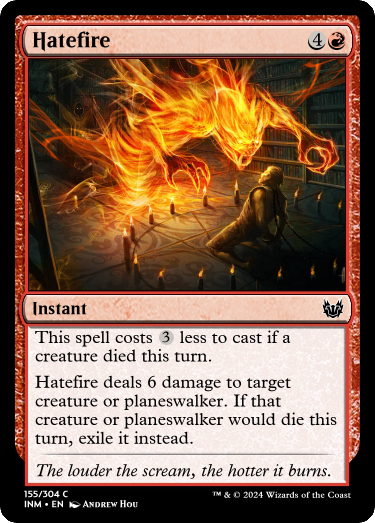 Hatefire 4
Instant
This spell costs 3 less to cast if a
creature died this turn.
Hatefire deals 6 damage to target
creature or planeswalker. If that
creature or planeswalker would die this
turn, exile it instead.
The louder the scream, the hotter it burns.
155/304 C
INM • EN Andrew Hou
™ & © 2024 Wizards of the Coast